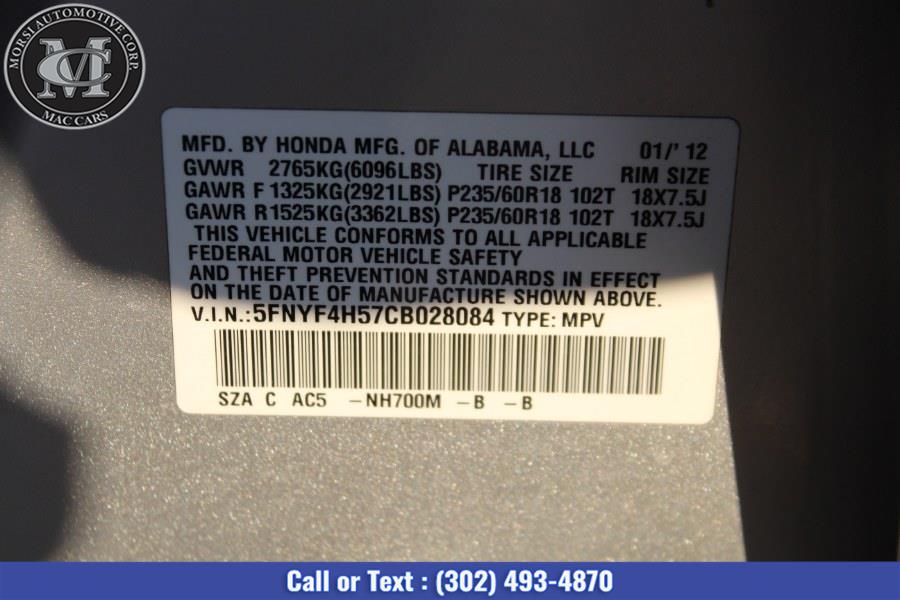 MORSI AUTOMOTIVE CORP.
MC
MAC CARS
MFD. BY HONDA MFG. OF ALABAMA, LLC 01/' 12
GVWR 2765KG(6096LBS) TIRE SIZE RIM SIZE
GAWR F 1325KG(2921LBS) P235/60R18 102T 18X7.5J
GAWR R1525KG(3362LBS) P235/60R18 102T 18X7.5J
THIS VEHICLE CONFORMS TO ALL APPLICABLE
FEDERAL MOTOR VEHICLE SAFETY
AND THEFT PREVENTION STANDARDS IN EFFECT
ON THE DATE OF MANUFACTURE SHOWN ABOVE.
V.I.N.:5FNYF4H57CB028084 TYPE: MPV
SZA C AC5 -NH700M -B -B
Call or Text : (302) 493-4870